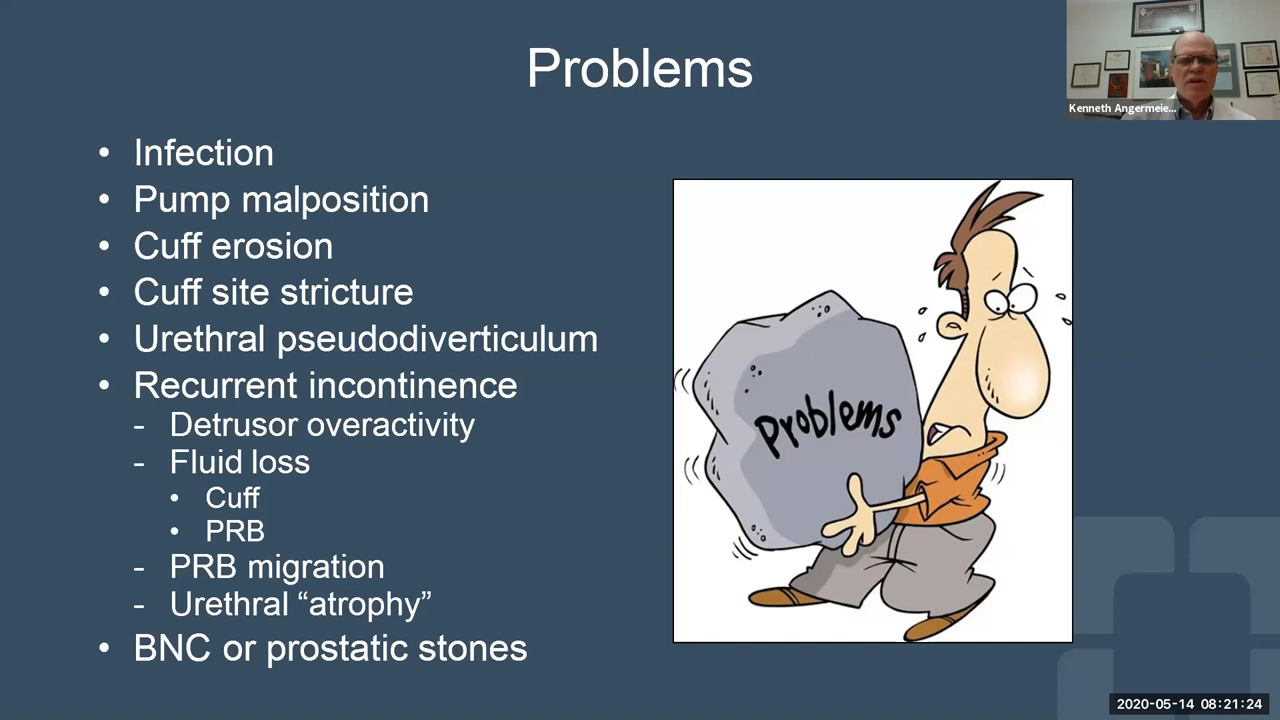 Problems
Kenneth Angermeie...
• Infection
• Pump malposition
• Cuff erosion
• Cuff site stricture
• Urethral pseudodiverticulum
• Recurrent incontinence
- Detrusor overactivity
- Fluid loss
• Cuff
• PRB
- PRB migration
- Urethral “atrophy”
• BNC or prostatic stones
Problems
2020-05-14 08:21:24